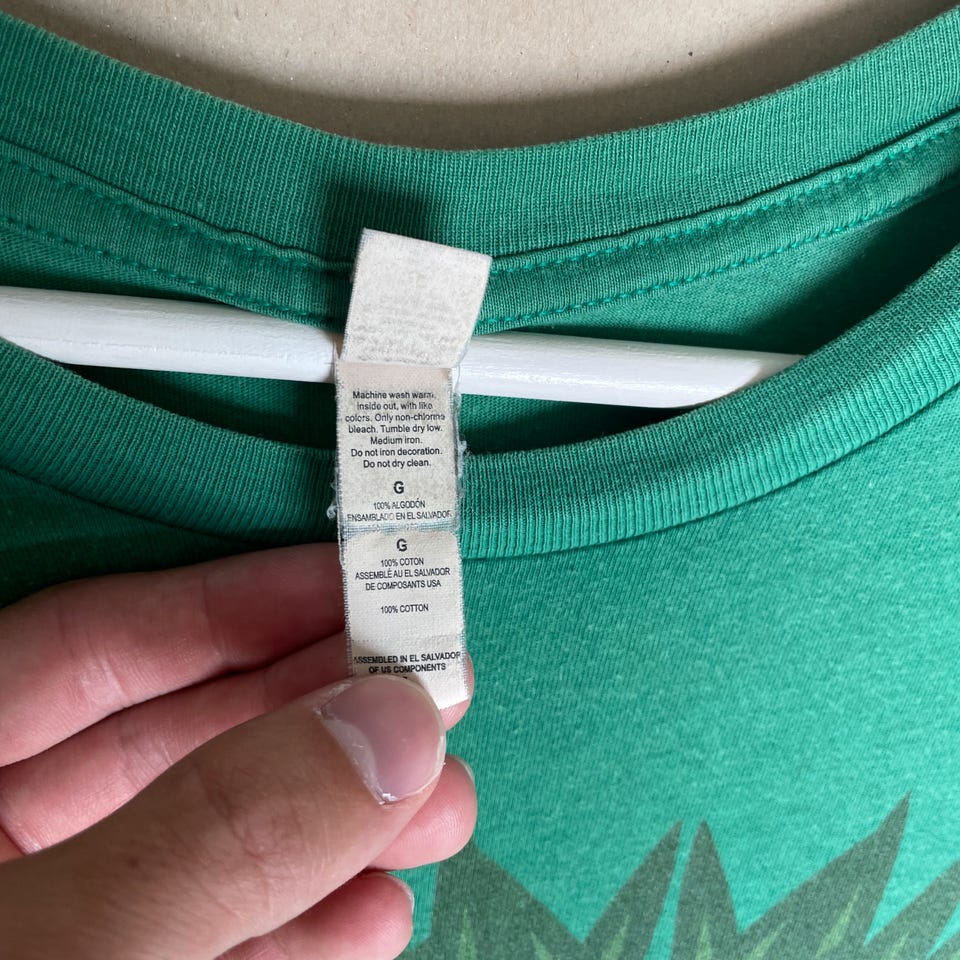 Machine wash warm,
inside out, with like
colors. Only non-chlorine
bleach. Tumble dry low.
Medium iron.
Do not iron decoration.
Do not dry clean.
G
100% ALGODÓN
ENSAMBLADO EN EL SALVADOR
G
100% COTON
ASSEMBLÉ AU EL SALVADOR
DE COMPOSANTS USA
100% COTTON
ASSEMBLED IN EL SALVADOR
OF US COMPONENTS